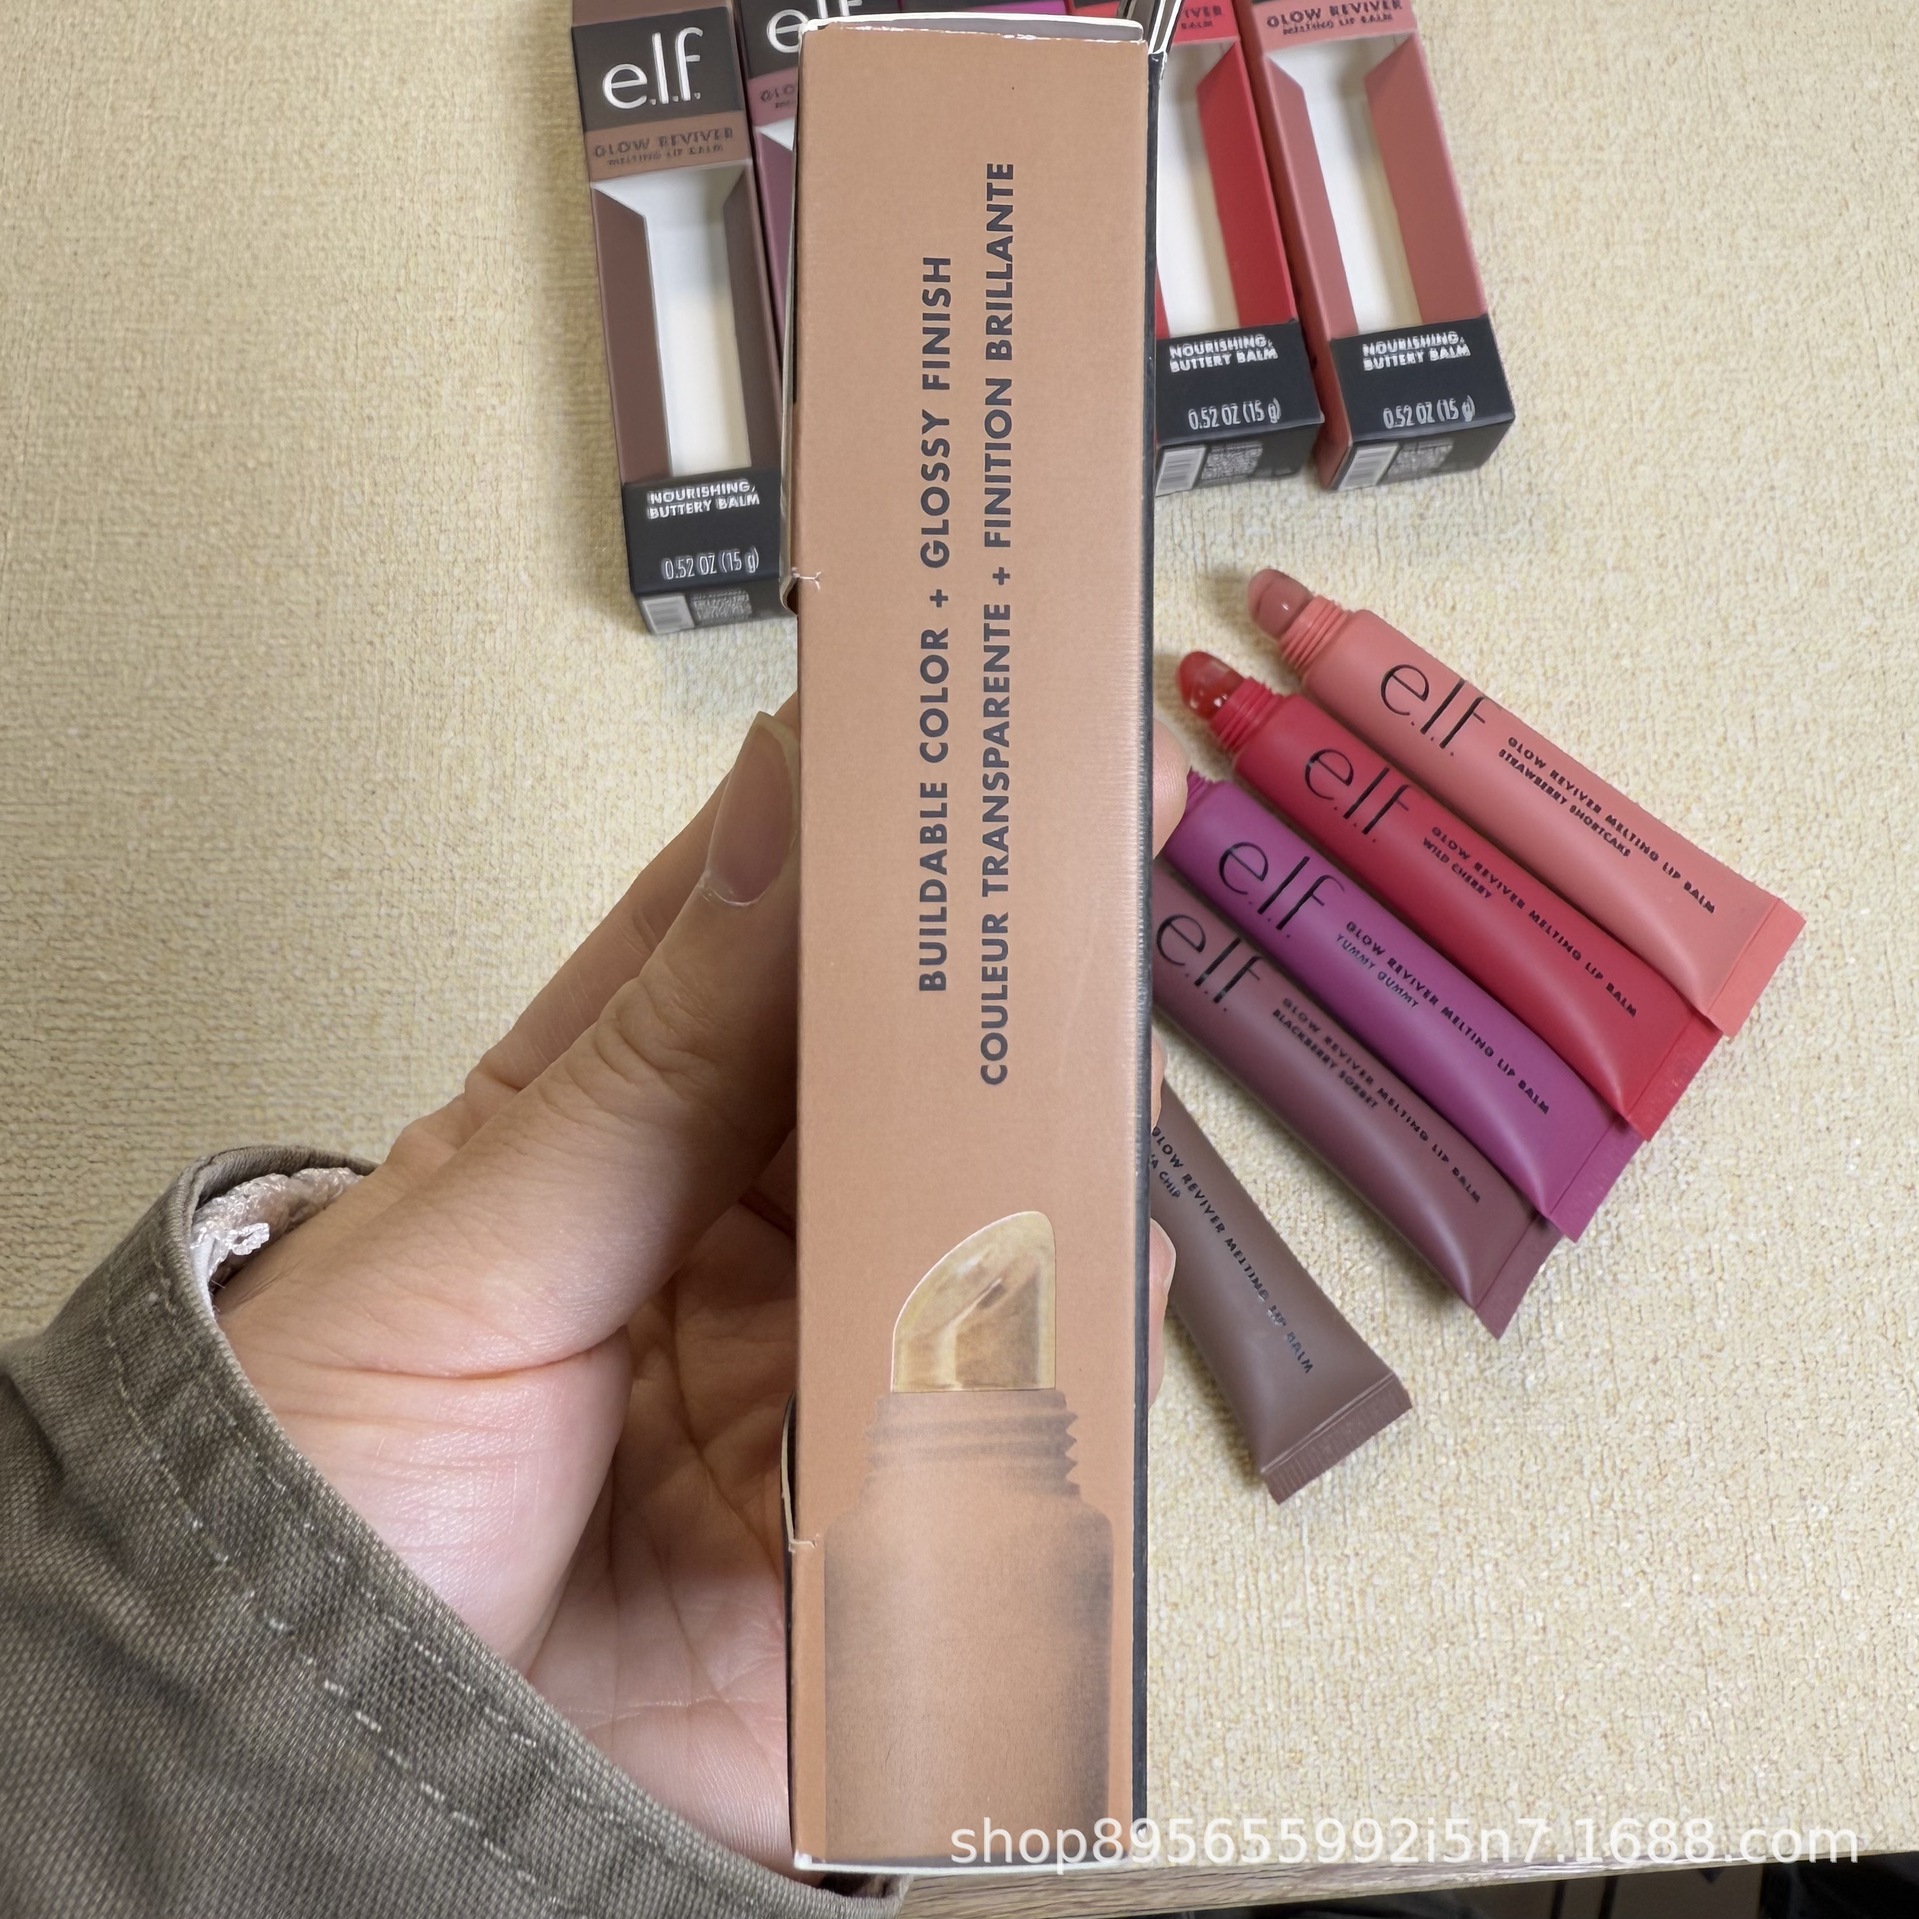 e.l.f.
GLOW REVIVER
MELTING LIP BALM
NOURISHING,
BUTTERY BALM
0.52 OZ (15 g)
BUILDABLE COLOR + GLOSSY FINISH
COULEUR TRANSPARENTE + FINITION BRILLANTE
NOURISHING,
BUTTERY BALM
0.52 OZ (15 g)
GLOW REVIVER
MELTING LIP BALM
NOURISHING,
BUTTERY BALM
0.52 OZ (15 g)
e.l.f.
GLOW REVIVER MELTING LIP BALM
STRAWBERRY SHORTCAKE
e.l.f.
GLOW REVIVER MELTING LIP BALM
WILD CHERRY
e.l.f.
GLOW REVIVER MELTING LIP BALM
YUMMY GUMMY
e.l.f.
GLOW REVIVER MELTING LIP BALM
BLACKBERRY SORBET
GLOW REVIVER MELTING LIP BALM
CHIP
shop895655992i5n7.1688.com